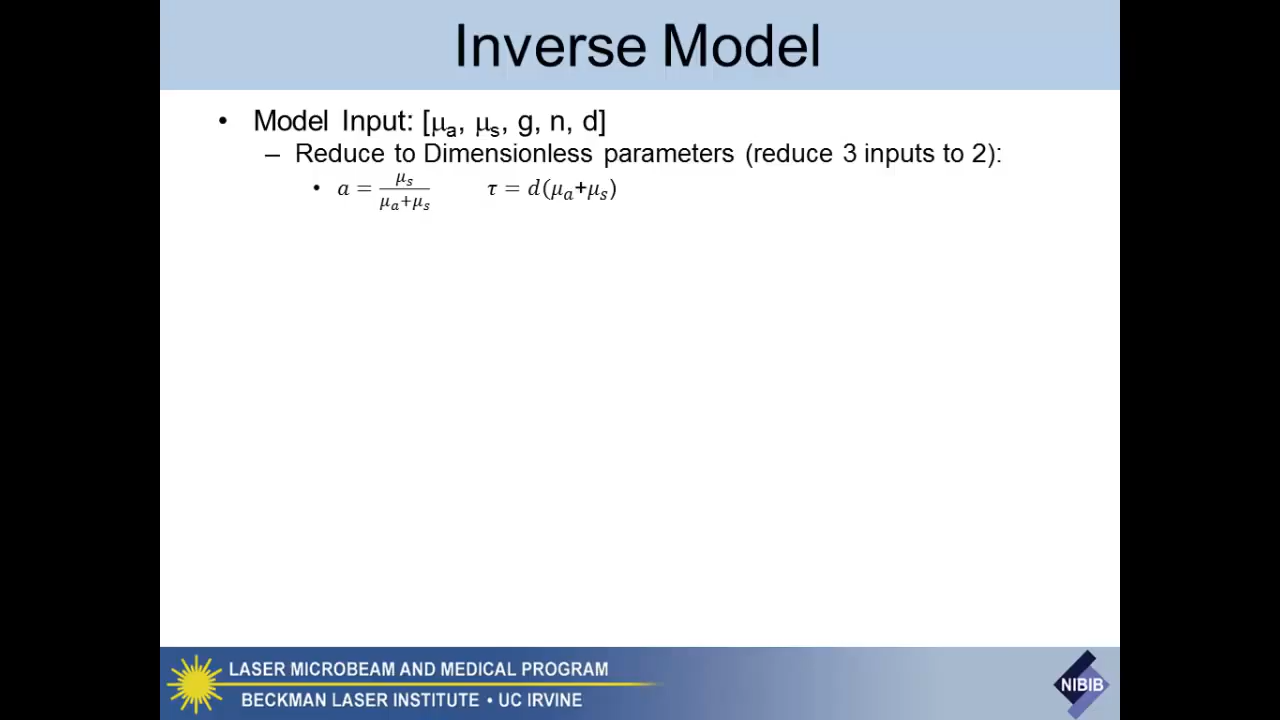 Inverse Model
• Model Input: [μa, μs, g, n, d]
– Reduce to Dimensionless parameters (reduce 3 inputs to 2):
• a = μs / (μa+μs)    τ = d(μa+μs)
LASER MICROBEAM AND MEDICAL PROGRAM
BECKMAN LASER INSTITUTE • UC IRVINE
NIBIB